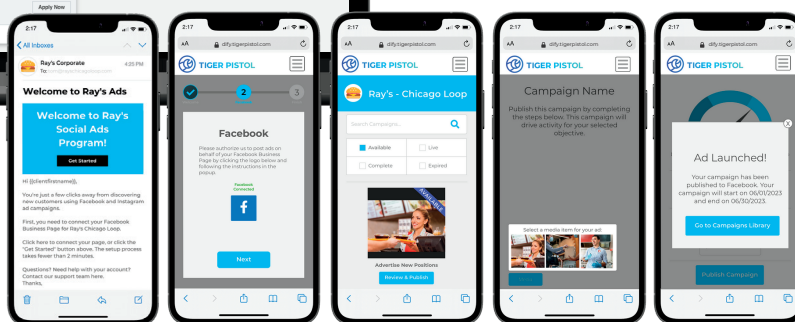 Apply Now
2:17
All Inboxes
Ray's Corporate
4:25 PM
To:
Welcome to Ray's Ads
Welcome to Ray's
Social Ads
Program!
Get Started
Hi {{clientfirstname}},
You're just a few clicks away from discovering
new customers using Facebook and Instagram
ad campaigns.
First, you need to connect your Facebook
Business Page for Ray's Chicago Loop.
Click here to connect your page, or click the
"Get Started" button above. The setup process
takes fewer than 2 minutes.
Questions? Need help with your account?
Contact our support team here.
Thanks,
2:17
AA
dify.tigerpistol.com
TIGER PISTOL
2
3
Facebook
Please authorize us to post ads on
behalf of your Facebook Business
Page by clicking the logo below and
following the instructions in the
popup.
Facebook
Connected
f
Next
2:17
AA
dify.tigerpistol.com
TIGER PISTOL
Ray's - Chicago Loop
Search Campaigns...
Available
Live
Complete
Expired
AVAILABLE
Advertise New Positions
Review & Publish
2:17
AA
dify.tigerpistol.com
TIGER PISTOL
Campaign Name
Publish this campaign by completing
the steps below. This campaign will
drive activity for your selected
objective.
Select a media item for your ad
2:17
AA
dify.tigerpistol.com
TIGER PISTOL
X
Ad Launched!
Your campaign has been
published to Facebook. Your
campaign will start on 06/01/2023
and end on 06/30/2023.
Go to Campaigns Library
Publish Campaign